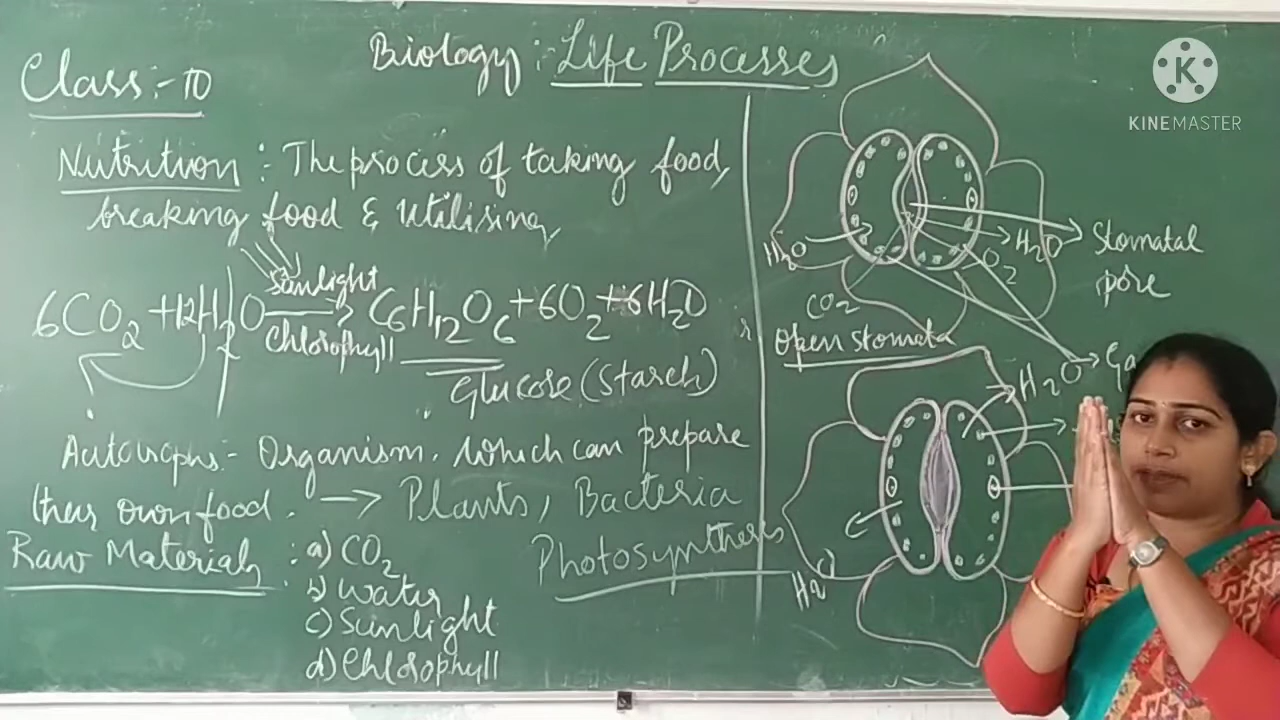 Biology :- Life Processes
Class :- 10
Nutrition :- The process of taking food,
breaking food & Utilising
Sunlight
6CO2 + 12H2O → C6H12O6 + 6O2 + 6H2O
Chlorophyll
Glucose (Starch)
Autotrophs :- Organism. Which can prepare
their own food. → Plants, Bacteria
Photosynthesis
Raw Materials : a) CO2
b) Water
c) Sunlight
d) Chlorophyll
H2O
H2O
Stomatal
pore
O2
CO2
Open stomata
Ga
H2O
H2O
KINEMASTER